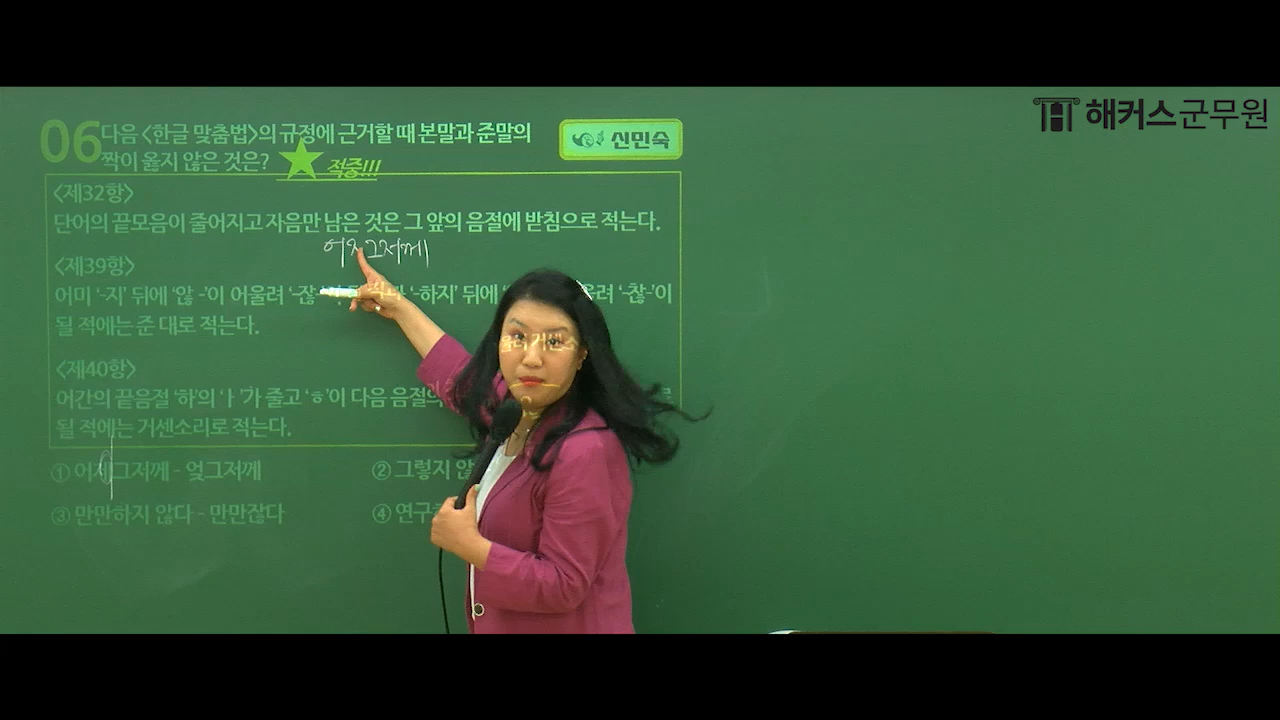 해커스군무원
06 다음 <한글 맞춤법>의 규정에 근거할 때 본말과 준말의
짝이 옳지 않은 것은?
적중!!!
신민숙
<제32항>
단어의 끝모음이 줄어지고 자음만 남은 것은 그 앞의 음절에 받침으로 적는다.
어ㅈ그저께
<제39항>
어미 '-지' 뒤에 '않-'이 어울려 '-잖-' '-하지' 뒤에 '-찮-'이
될 적에는 준 대로 적는다.
<제40항>
어간의 끝음절 '하'의 'ㅏ'가 줄고 'ㅎ'이 다음 음절의
될 적에는 거센소리로 적는다.
① 어제그저께 - 엊그저께
② 그렇지 않
③ 만만하지 않다 - 만만잖다
④ 연구